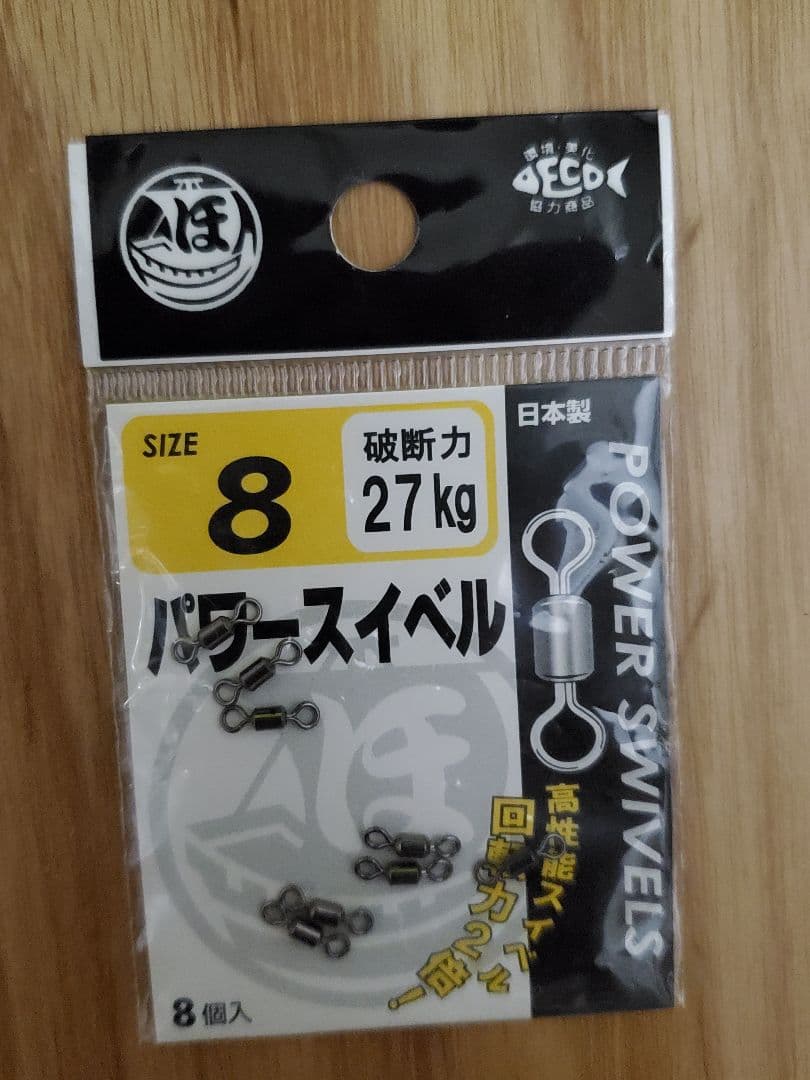 ほ
環境・美化
ECO
協力商品
SIZE
8
破断力
27kg
日本製
パワースイベル
POWER SWIVELS
高性能スイベル
回転力2倍!
8個入